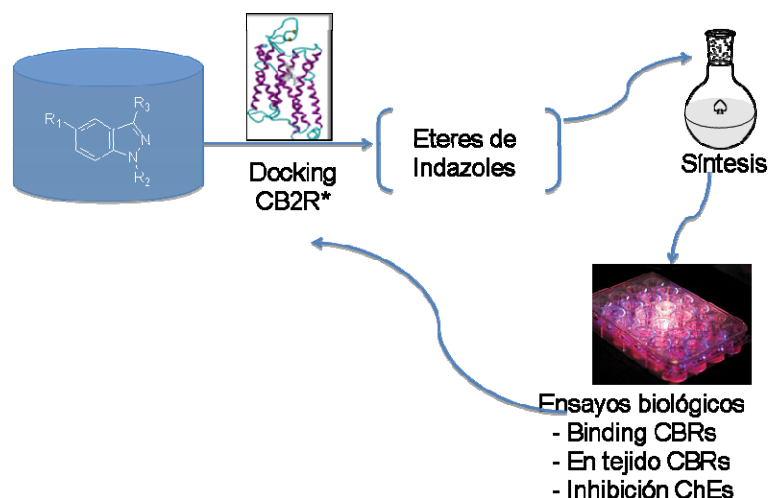 R1
R3
N
N
R2
Docking
CB2R*
Eteres de
Indazoles
Síntesis
Ensayos biológicos
- Binding CBRs
- En tejido CBRs
- Inhibición ChEs